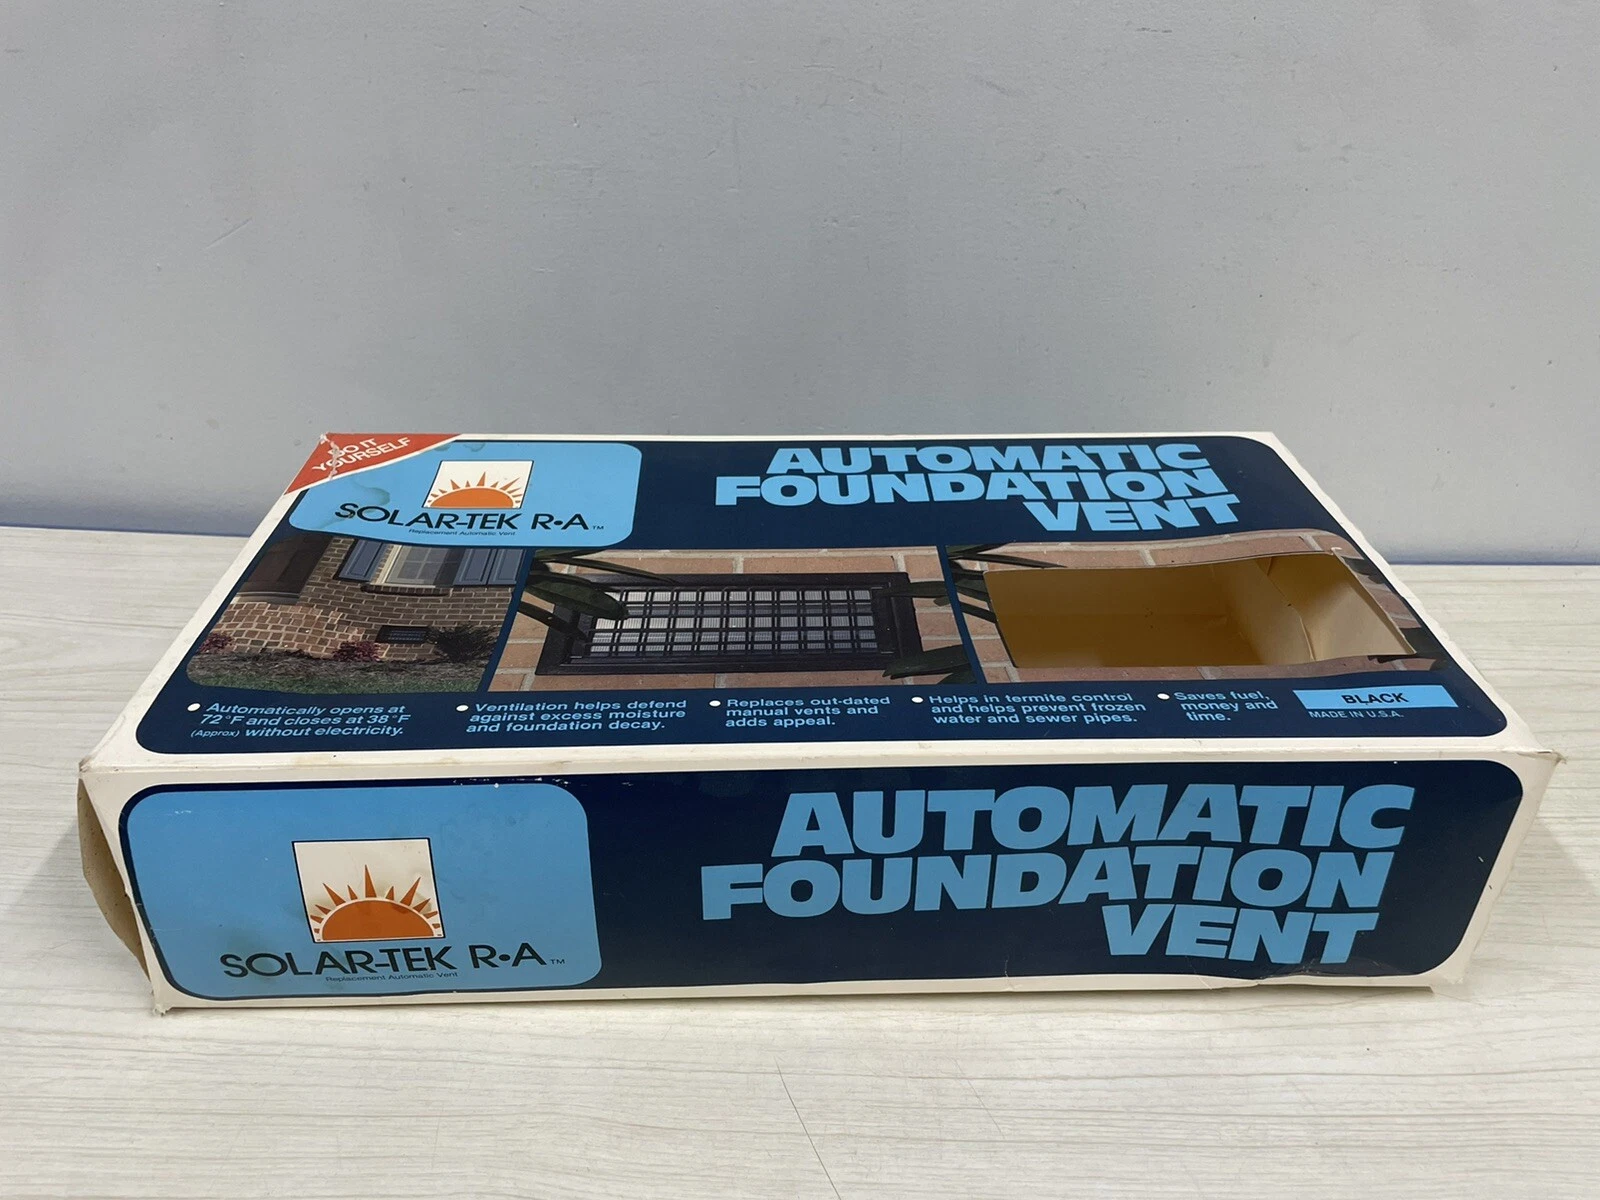 DO IT
YOURSELF
SOLAR-TEK R•A™
Replacement Automatic Vent
AUTOMATIC
FOUNDATION
VENT
• Automatically opens at
72°F and closes at 38°F
(Approx) without electricity.
• Ventilation helps defend
against excess moisture
and foundation decay.
• Replaces out-dated
manual vents and
adds appeal.
• Helps in termite control
and helps prevent frozen
water and sewer pipes.
• Saves fuel,
money and
time.
BLACK
MADE IN U.S.A.
SOLAR-TEK R•A™
Replacement Automatic Vent
AUTOMATIC
FOUNDATION
VENT